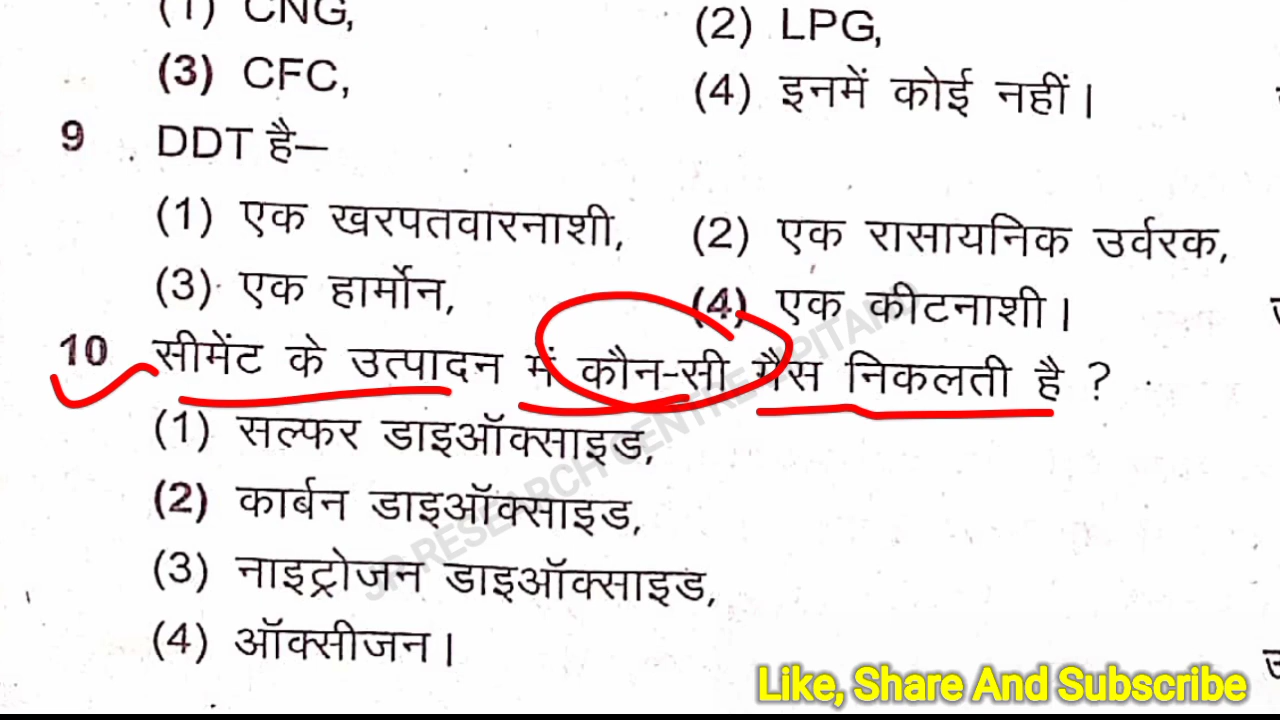 (1) CNG,
(2) LPG,
(3) CFC,
(4) इनमें कोई नहीं।
9 DDT है—
(1) एक खरपतवारनाशी,
(2) एक रासायनिक उर्वरक,
(3) एक हार्मोन,
(4) एक कीटनाशी।
10 सीमेंट के उत्पादन में कौन-सी गैस निकलती है ?
(1) सल्फर डाइऑक्साइड,
(2) कार्बन डाइऑक्साइड,
(3) नाइट्रोजन डाइऑक्साइड,
(4) ऑक्सीजन।
Like, Share And Subscribe